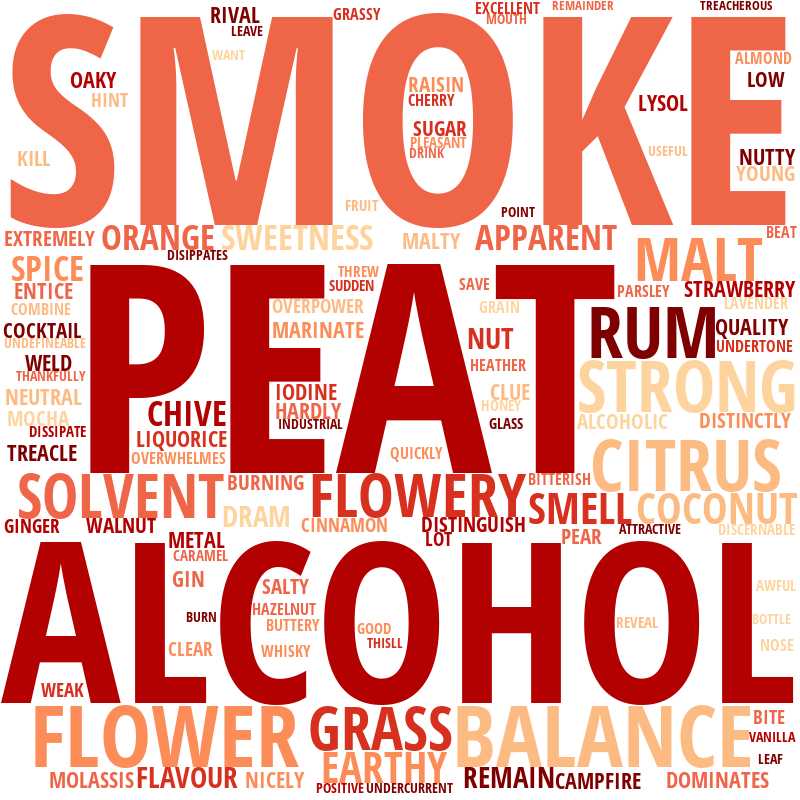 SMOKE
RIVAL
GRASSY
EXCELLENT
REMAINDER
TREACHEROUS
MOUTH
LEAVE
WANT
ALMOND
OAKY
LOW
HINT
RAISIN
CHERRY
LYSOL
SUGAR
PLEASANT
DRINK
KILL
USEFUL
NUTTY
YOUNG
FRUIT
POINT
EXTREMELY
ORANGE
SWEETNESS
MALTY
APPARENT
BEAT
MALT
DISIPPATES
SPICE
THREW
SUDDEN
SAVE
PARSLEY
STRAWBERRY
ENTICE
COMBINE
PEAT
OVERPOWER
GRAIN
LAVENDER
COCKTAIL
MARINATE
NUT
RUM
QUALITY
UNDEFINEABLE
UNDERTONE
WELD
HEATHER
THANKFULLY
STRONG
NEUTRAL
IODINE
CLUE
HONEY
MOCHA
CHIVE
HARDLY
INDUSTRIAL
GLASS
ALCOHOLIC
DISTINCTLY
DISSIPATE
LIQUORICE
TREACLE
OVERWHELMES
QUICKLY
CITRUS
SOLVENT
BURNING
FLOWERY
BITTERISH
SMELL
COCONUT
DRAM
GINGER
WALNUT
CINNAMON
DISTINGUISH
ATTRACTIVE
DISCERNABLE
METAL
LOT
PEAR
CARAMEL
ALCOHOL
GIN
SALTY
AWFUL
HAZELNUT
BURN
BUTTERY
GOOD
REVEAL
BOTTLE
THISLL
CLEAR
WHISKY
NOSE
WEAK
FLOWER
GRASS
BALANCE
BITE
VANILLA
EARTHY
LEAF
MOLASSIS
FLAVOUR
NICELY
REMAIN
CAMPFIRE
DOMINATES
POSITIVE
UNDERCURRENT